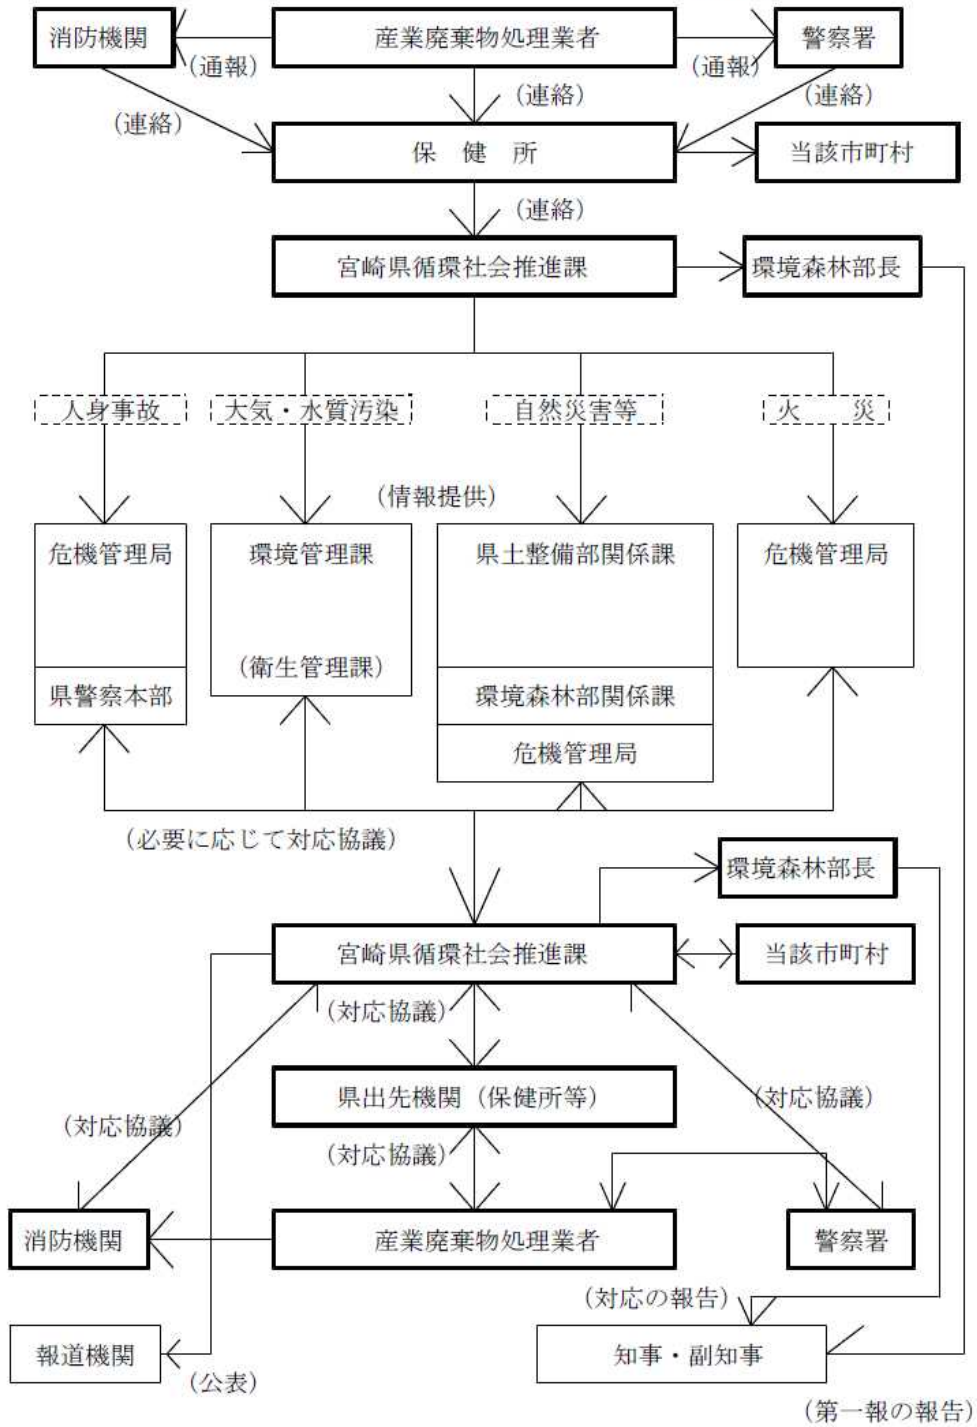 消防機関 産業廃棄物処理業者 警察署
(通報) (通報)
(連絡) (連絡) (連絡)
保 健 所 当該市町村
(連絡)
宮崎県循環社会推進課 環境森林部長
人身事故 大気・水質汚染 自然災害等 火 災
(情報提供)
危機管理局 環境管理課 県土整備部関係課 危機管理局
(衛生管理課)
県警察本部 環境森林部関係課
危機管理局
(必要に応じて対応協議)
環境森林部長
宮崎県循環社会推進課 当該市町村
(対応協議)
県出先機関(保健所等)
(対応協議) (対応協議)
(対応協議)
消防機関 産業廃棄物処理業者 警察署
(対応の報告)
報道機関 知事・副知事
(公表)
(第一報の報告)